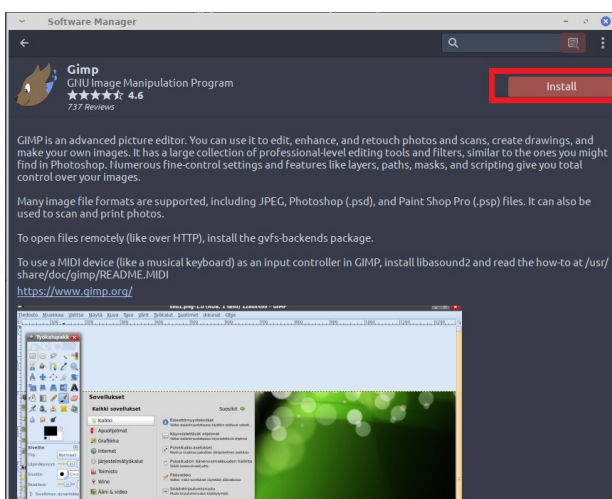 Software Manager
Gimp
GNU Image Manipulation Program
4.6
737 Reviews
Install
GIMP is an advanced picture editor. You can use it to edit, enhance, and retouch photos and scans, create drawings, and
make your own images. It has a large collection of professional-level editing tools and filters, similar to the ones you might
find in Photoshop. Numerous fine-control settings and features like layers, paths, masks, and scripting give you total
control over your images.
Many image file formats are supported, including JPEG, Photoshop (.psd), and Paint Shop Pro (.psp) files. It can also be
used to scan and print photos.
To open files remotely (like over HTTP), install the gvfs-backends package.
To use a MIDI device (like a musical keyboard) as an input controller in GIMP, install libasound2 and read the how-to at /usr/
share/doc/gimp/README.MIDI
https://www.gimp.org/
Työkalupakki
Sovellukset
Kaikki sovellukset
Suosikit
Kaikki
Apuohjelmat
Grafiikka
Internet
Järjestelmätyökalut
Toimisto
Wine
Ääni & video